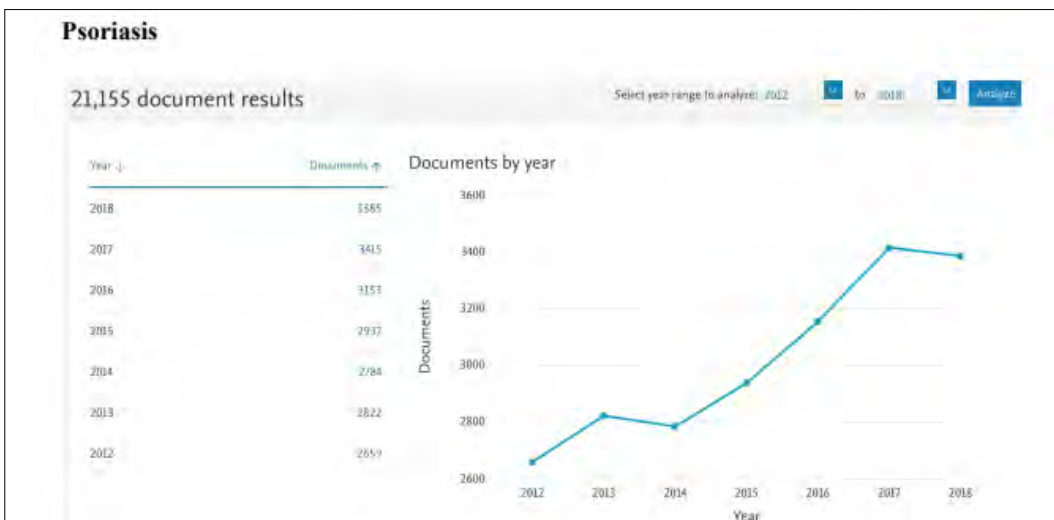 Psoriasis
21,155 document results
Select year range to analyze: 2012 to 2018 Analyze
Year ↓ Documents ↑
Documents by year
2018 3385
2017 3415
2016 3153
2015 2937
2014 2784
2013 2822
2012 2659
3600
3400
3200
3000
2800
2600
Documents
2012 2013 2014 2015 2016 2017 2018
Year